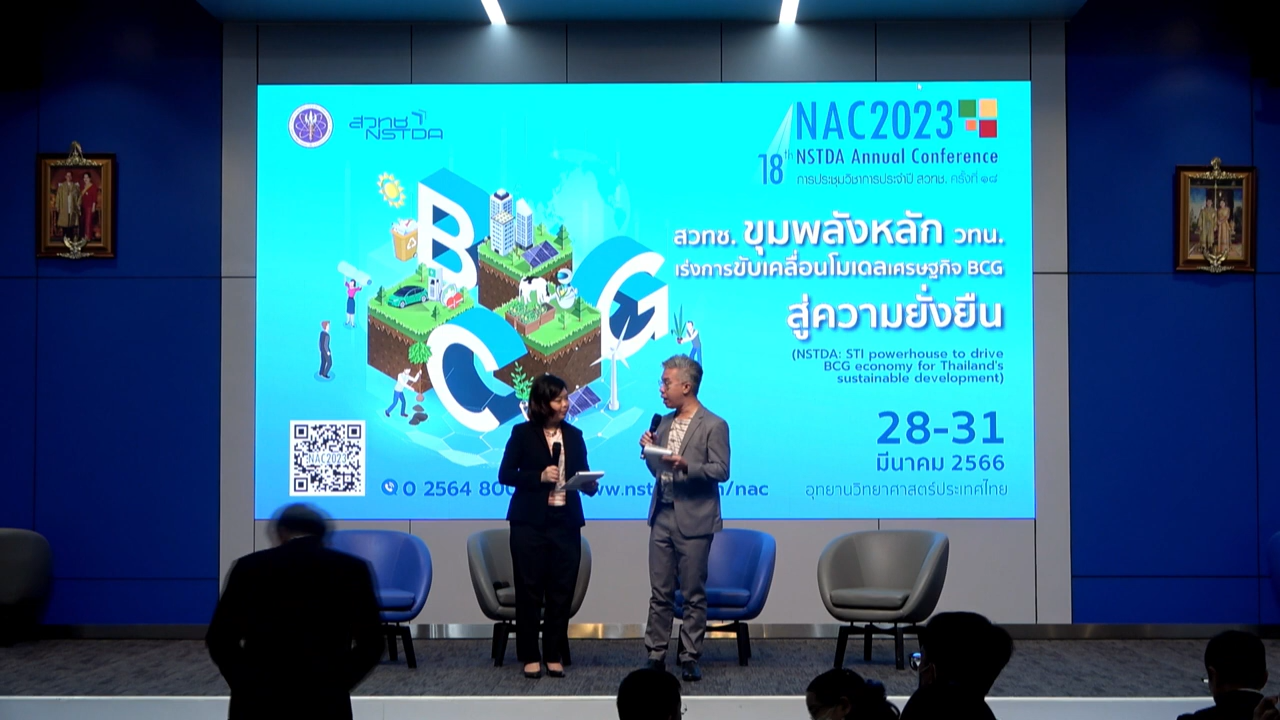 สวทช
NSTDA
NAC2023
18th NSTDA Annual Conference
การประชุมวิชาการประจำปี สวทช. ครั้งที่ ๑๘
สวทช. ขุมพลังหลัก วทน.
เร่งการขับเคลื่อนโมเดลเศรษฐกิจ BCG
สู่ความยั่งยืน
(NSTDA: STI powerhouse to drive
BCG economy for Thailand's
sustainable development)
B
C
G
28-31
มีนาคม 2566
อุทยานวิทยาศาสตร์ประเทศไทย
NAC2023
0 2564 80
/nac